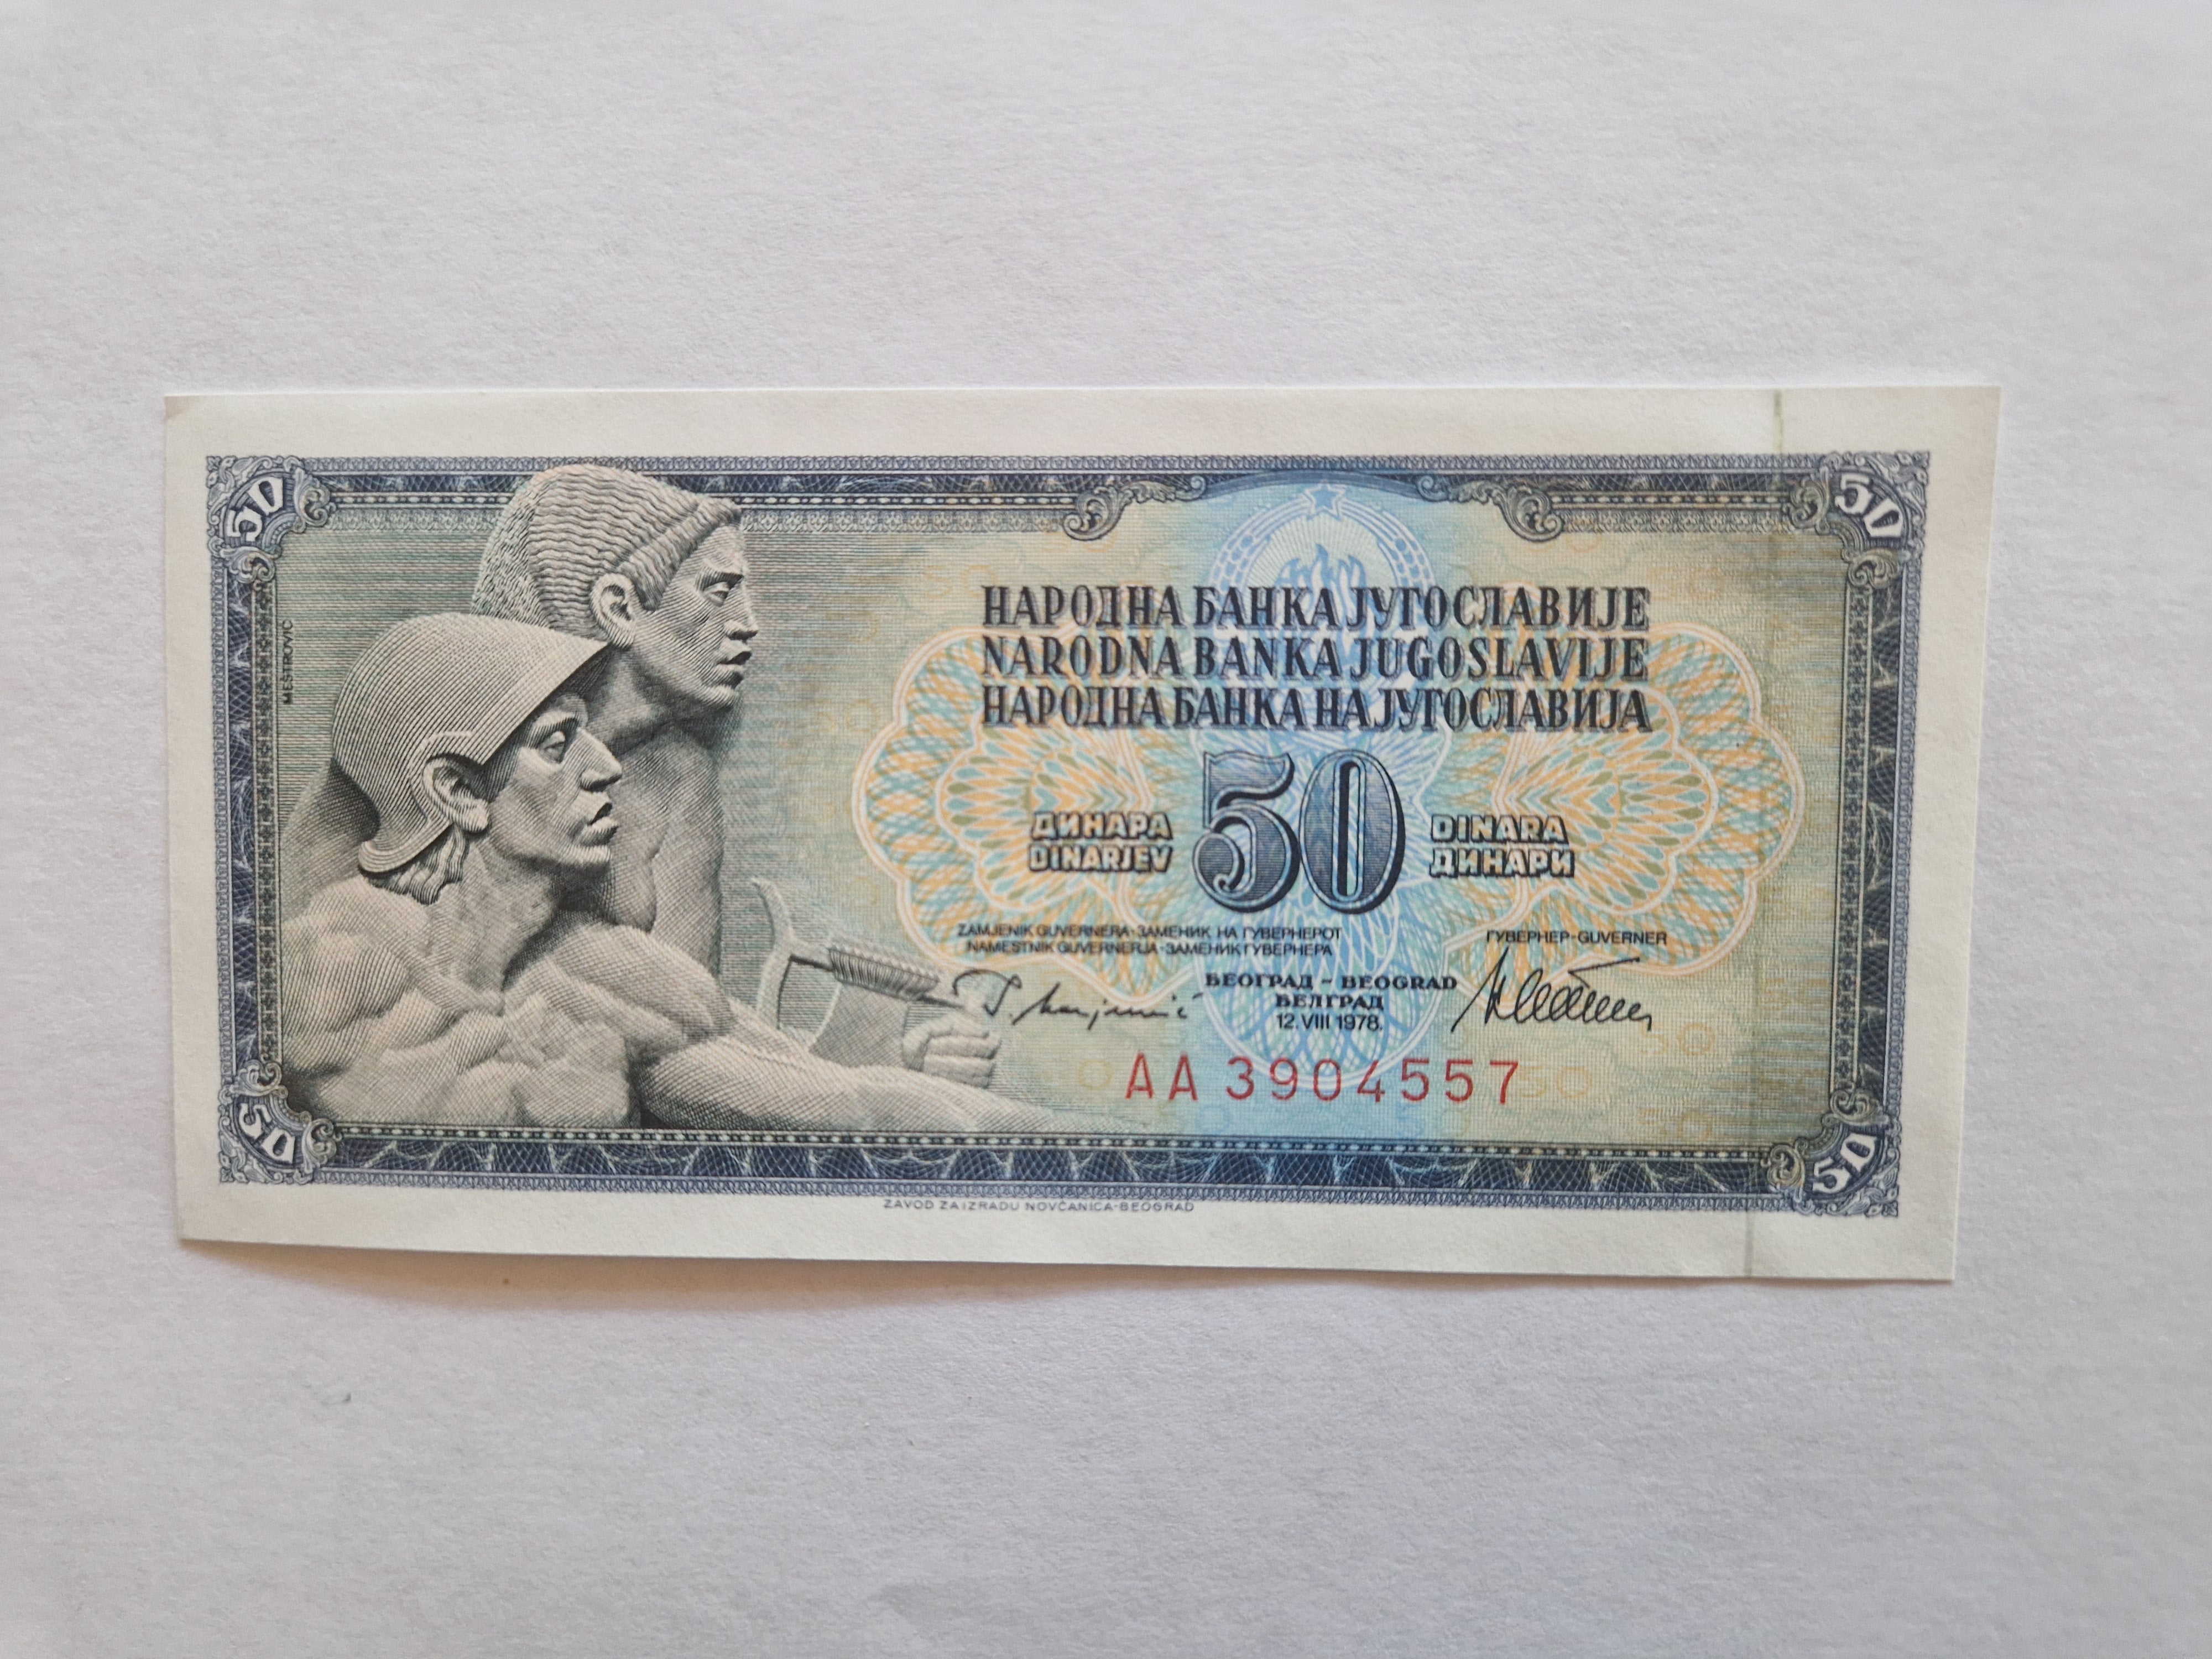 50
50
MEŠTROVIĆ
НАРОДНА БАНКА ЈУГОСЛАВИЈЕ
NARODNA BANKA JUGOSLAVIJE
НАРОДНА БАНКА НА ЈУГОСЛАВИЈА
ДИНАРА
DINARJEV
50
DINARA
ДИНАРИ
ZAMJENIK GUVERNERA-ЗАМЕНИК НА ГУВЕРНЕРОТ
NAMESTNIK GUVERNERJA-ЗАМЕНИК ГУВЕРНЕРА
ГУВЕРНЕР-GUVERNER
БЕОГРАД - BEOGRAD
БЕЛГРАД
12. VIII 1978.
AA 3904557
50
50
ZAVOD ZA IZRADU NOVČANICA-BEOGRAD